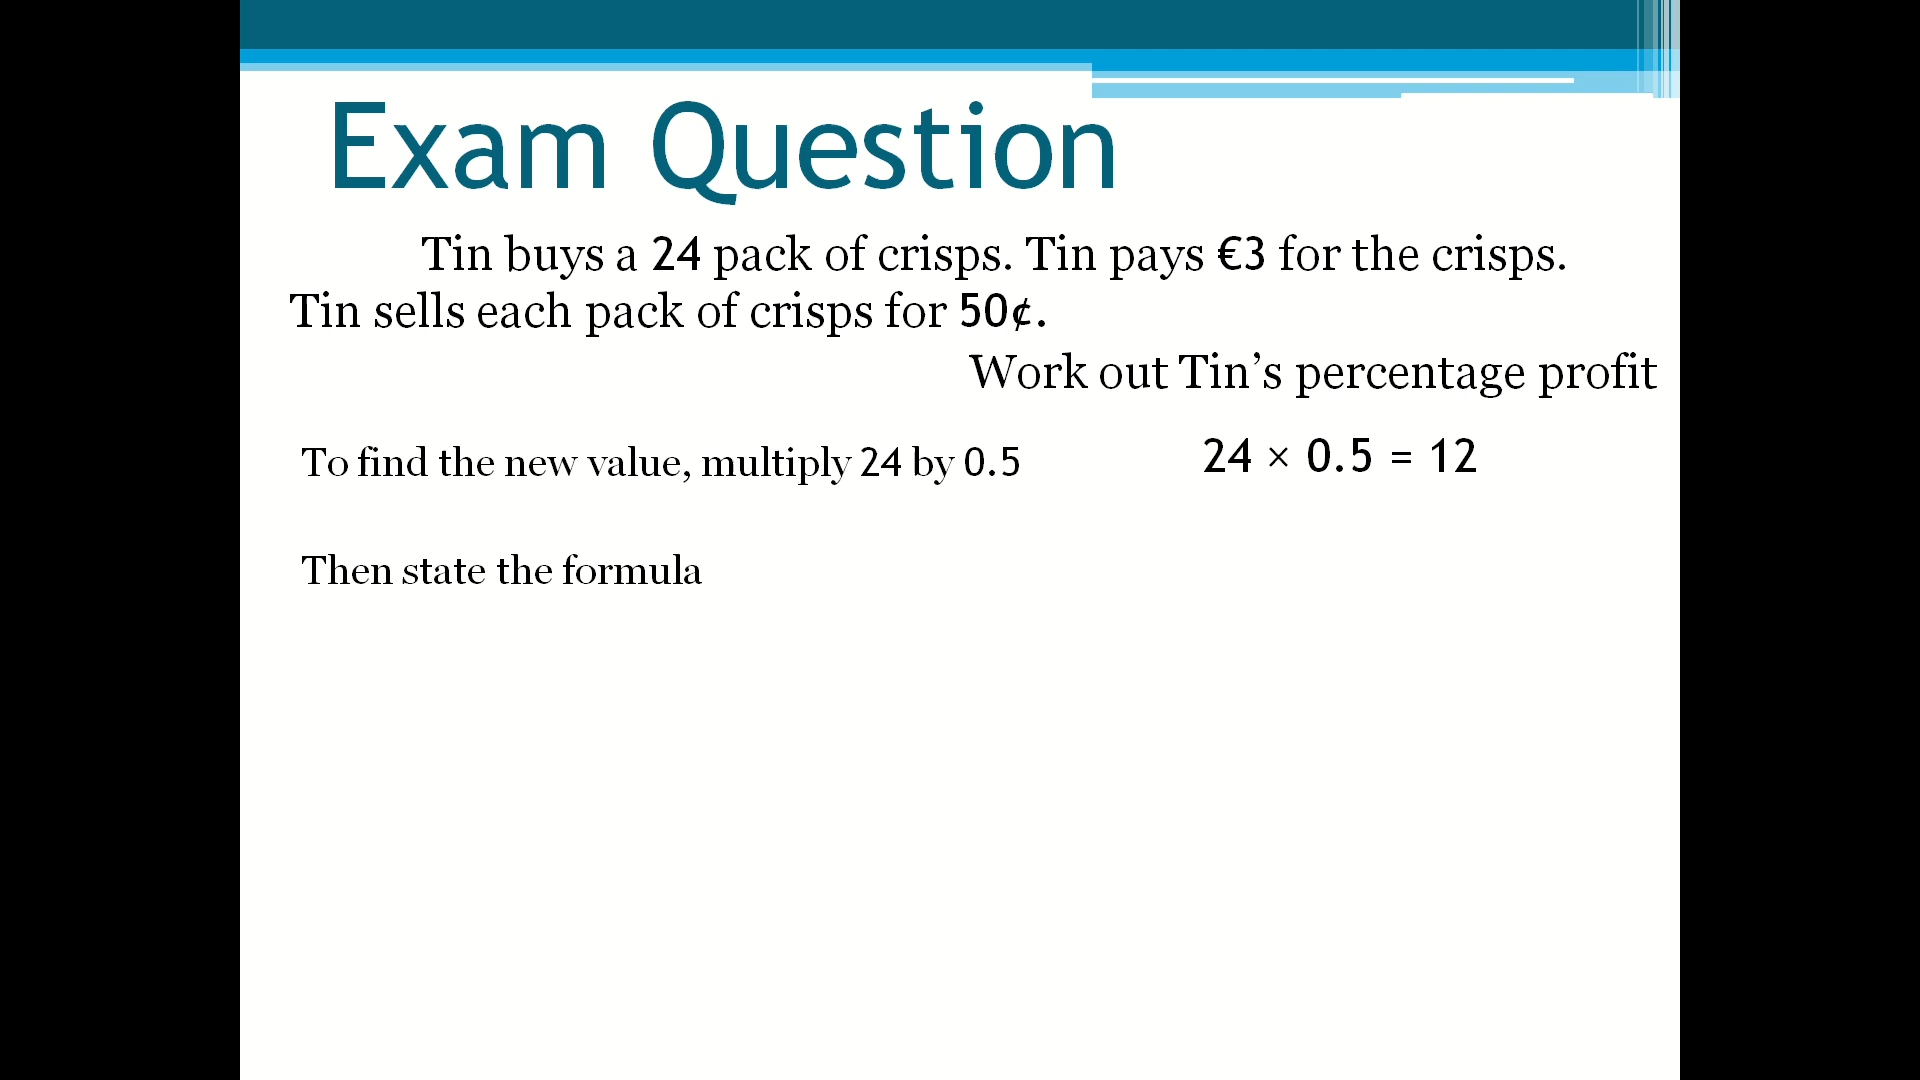 Exam Question
Tin buys a 24 pack of crisps. Tin pays €3 for the crisps.
Tin sells each pack of crisps for 50¢.
Work out Tin’s percentage profit
To find the new value, multiply 24 by 0.5
24 × 0.5 = 12
Then state the formula